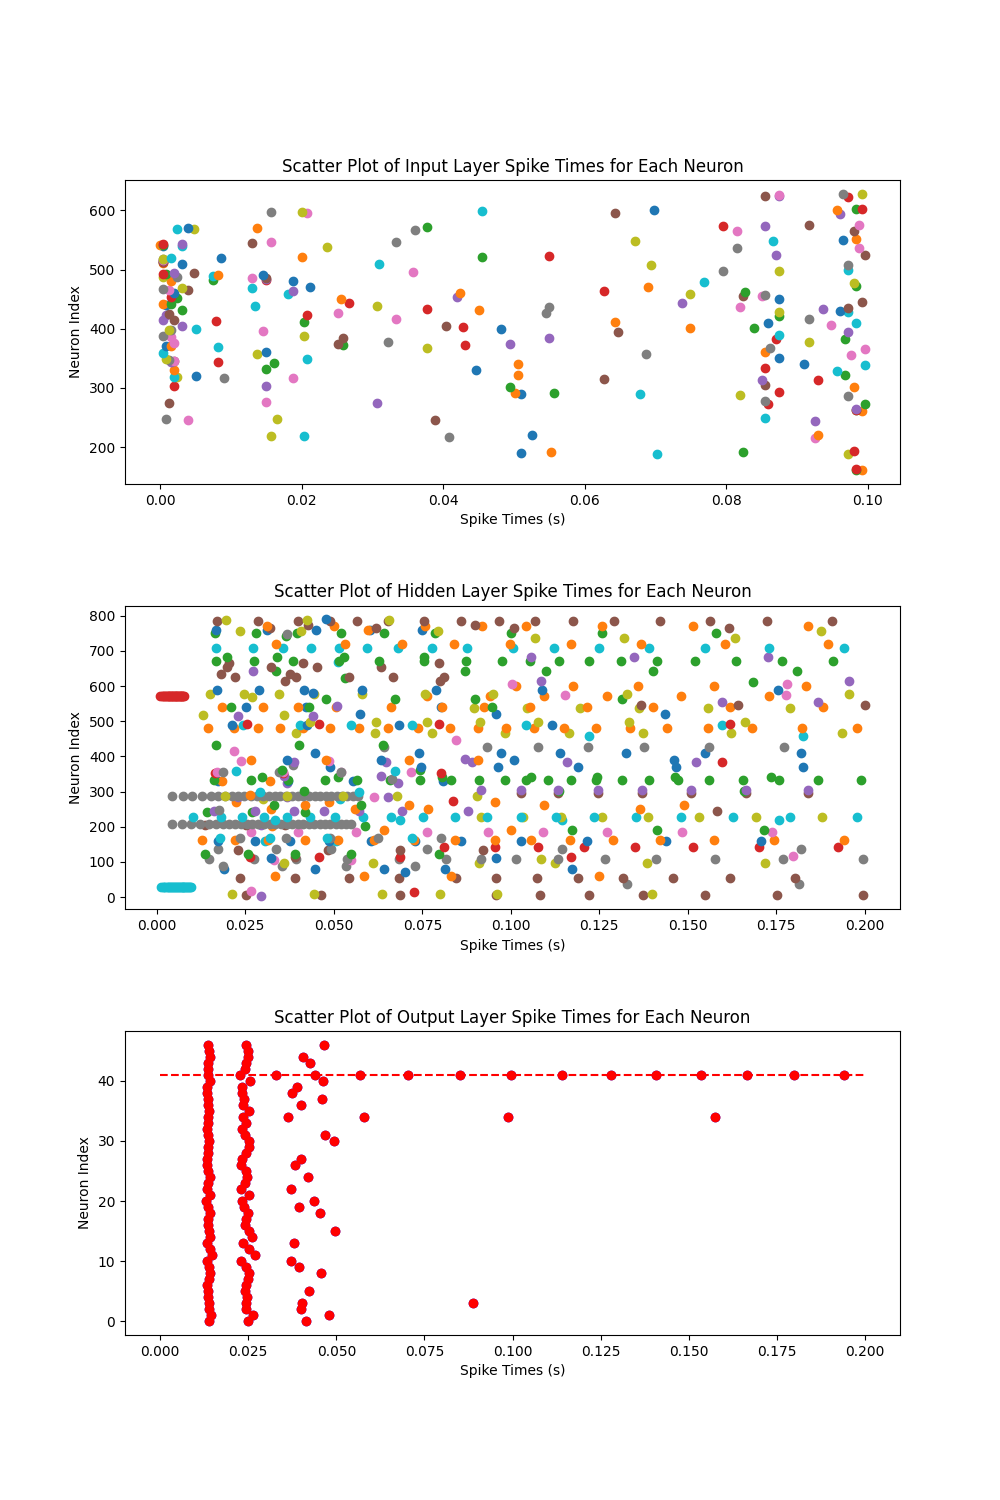 Scatter Plot of Input Layer Spike Times for Each Neuron
Neuron Index
600
500
400
300
200
0.00 0.02 0.04 0.06 0.08 0.10
Spike Times (s)
Scatter Plot of Hidden Layer Spike Times for Each Neuron
Neuron Index
800
700
600
500
400
300
200
100
0
0.000 0.025 0.050 0.075 0.100 0.125 0.150 0.175 0.200
Spike Times (s)
Scatter Plot of Output Layer Spike Times for Each Neuron
Neuron Index
40
30
20
10
0
0.000 0.025 0.050 0.075 0.100 0.125 0.150 0.175 0.200
Spike Times (s)